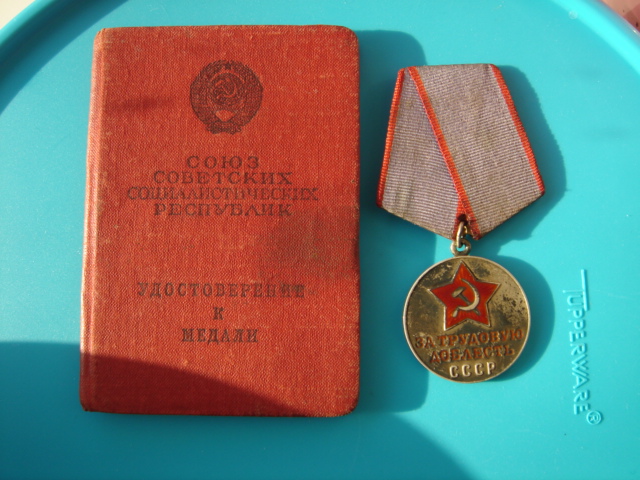 СОЮЗ
СОВЕТСКИХ
СОЦИАЛИСТИЧЕСКИХ
РЕСПУБЛИК
УДОСТОВЕРЕНИЕ
К
МЕДАЛИ
ЗА ТРУДОВУЮ
ДОБЛЕСТЬ
СССР
TUPPERWARE®